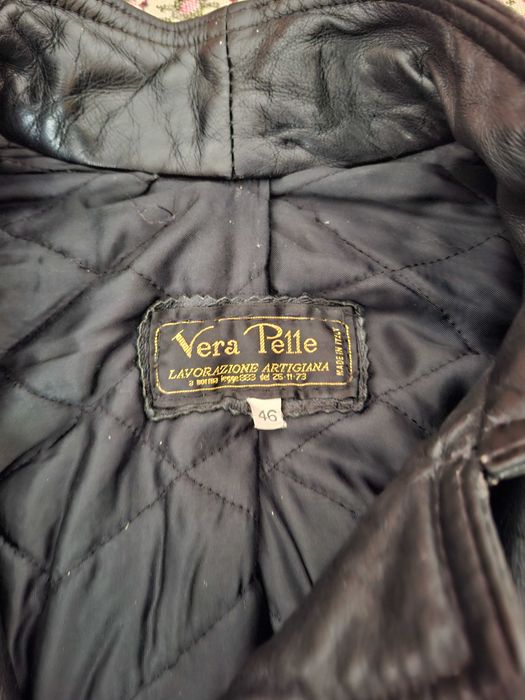 Vera Pelle
LAVORAZIONE ARTIGIANA
a norma legge 883 del 26-11-73
MADE IN ITALY
46